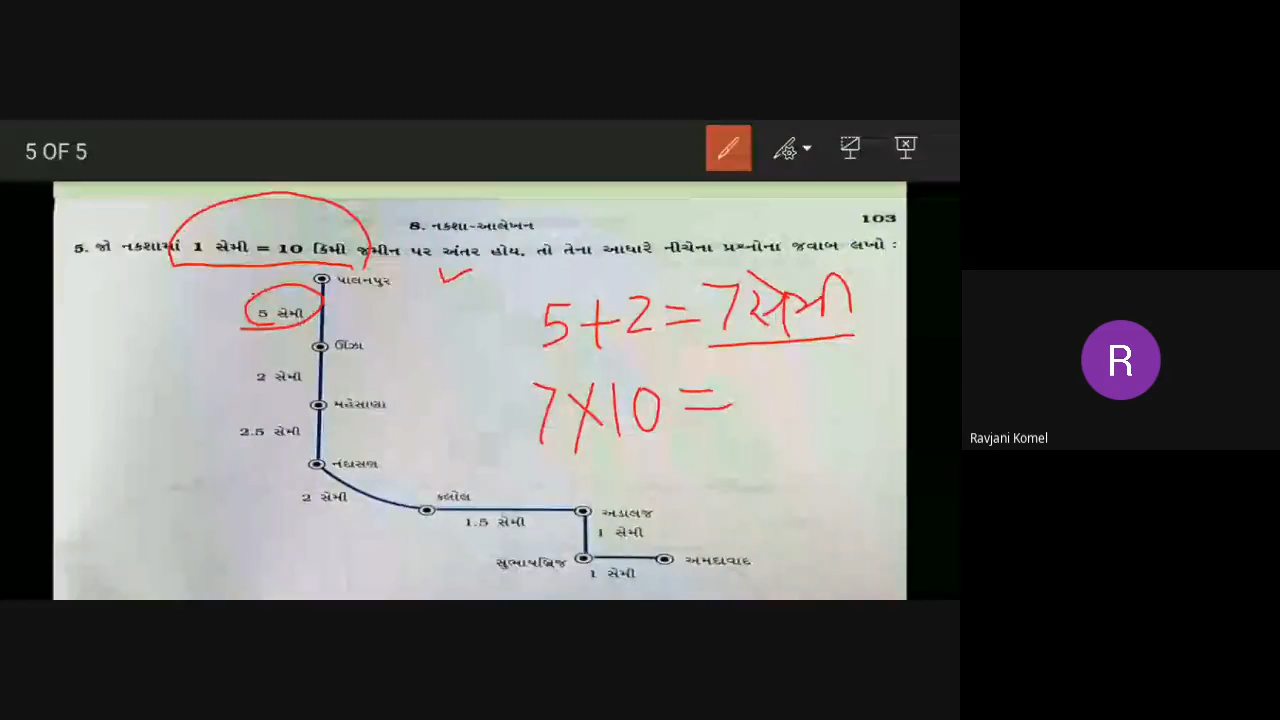 5 OF 5
8. નકશા-આલેખન
103
5. જો નકશામાં 1 સેમી = 10 કિમી જમીન પર અંતર હોય, તો તેના આધારે નીચેના પ્રશ્નોના જવાબ લખો :
પાલનપુર
5 સેમી
ઊંઝા
2 સેમી
મહેસાણા
2.5 સેમી
નંદાસણ
2 સેમી
કલોલ
1.5 સેમી
અડાલજ
1 સેમી
સુભાષબ્રિજ
1 સેમી
અમદાવાદ
5+2=7સેમી
7×10=
R
Ravjani Komel